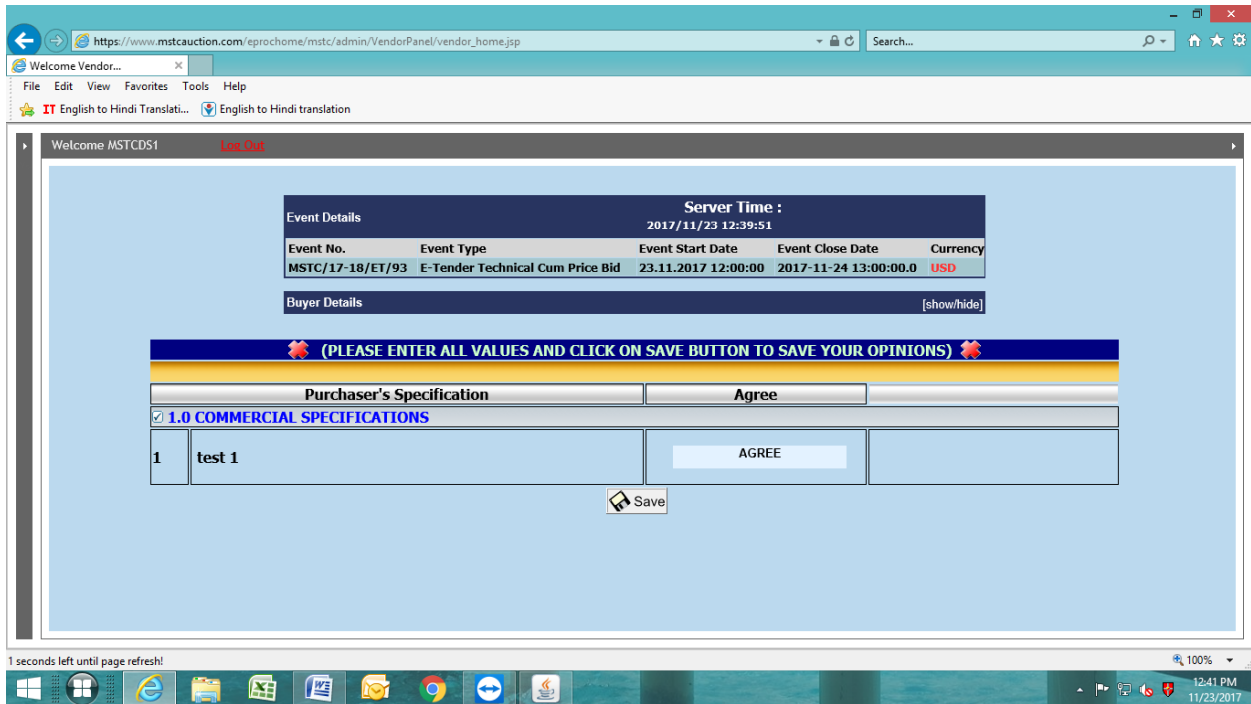 https://www.mstcauction.com/eprochome/mstc/admin/VendorPanel/vendor_home.jsp
Search...
Welcome Vendor...
File Edit View Favorites Tools Help
IT English to Hindi Translati... English to Hindi translation
Welcome MSTCDS1 Log Out
Event Details Server Time :
2017/11/23 12:39:51
Event No. Event Type Event Start Date Event Close Date Currency
MSTC/17-18/ET/93 E-Tender Technical Cum Price Bid 23.11.2017 12:00:00 2017-11-24 13:00:00.0 USD
Buyer Details [show/hide]
(PLEASE ENTER ALL VALUES AND CLICK ON SAVE BUTTON TO SAVE YOUR OPINIONS)
Purchaser's Specification Agree
1.0 COMMERCIAL SPECIFICATIONS
1 test 1 AGREE
Save
1 seconds left until page refresh!
100%
12:41 PM
11/23/2017